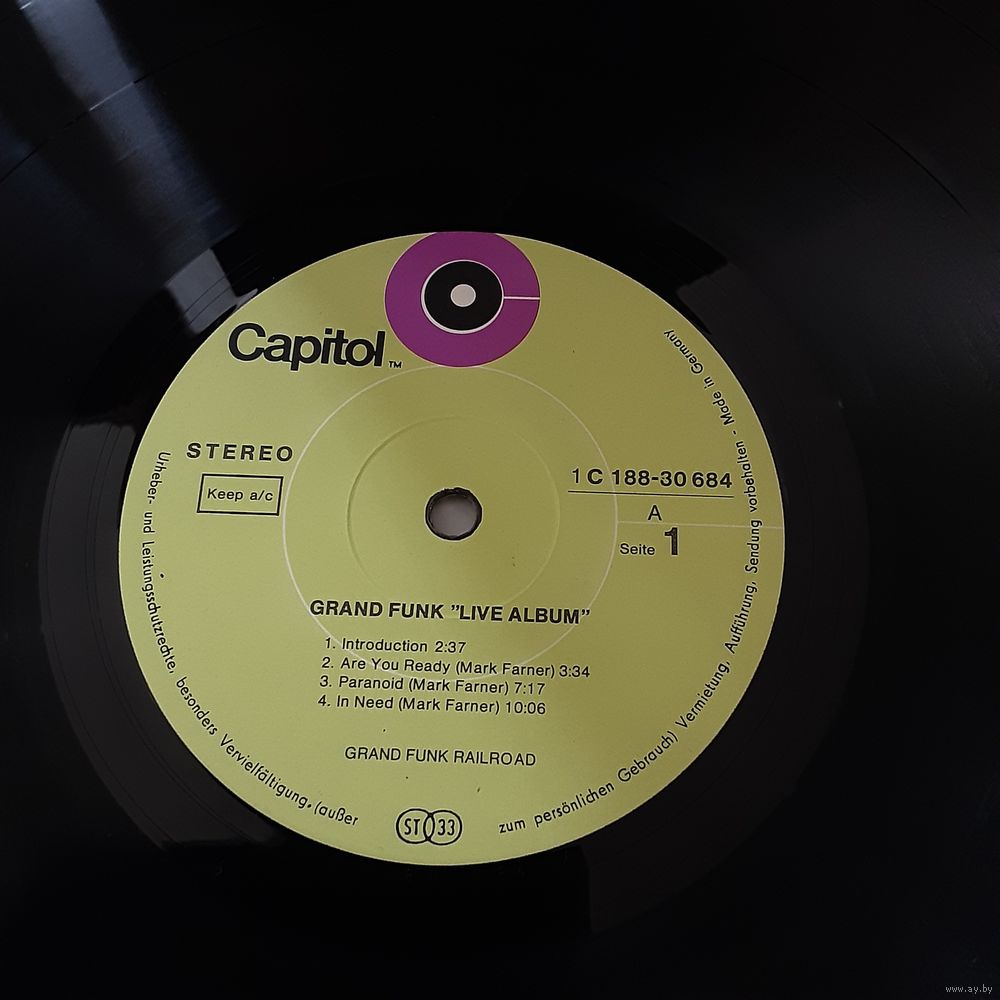 Capitol™
STEREO
Keep a/c
1 C 188-30 684
A
Seite 1
GRAND FUNK ”LIVE ALBUM”
1. Introduction 2:37
2. Are You Ready (Mark Farner) 3:34
3. Paranoid (Mark Farner) 7:17
4. In Need (Mark Farner) 10:06
GRAND FUNK RAILROAD
ST 33
Urheber- und Leistungsschutzrechte, besonders Vervielfältigung, (außer zum persönlichen Gebrauch) Vermietung, Aufführung, Sendung vorbehalten - Made in Germany
www.ay.by